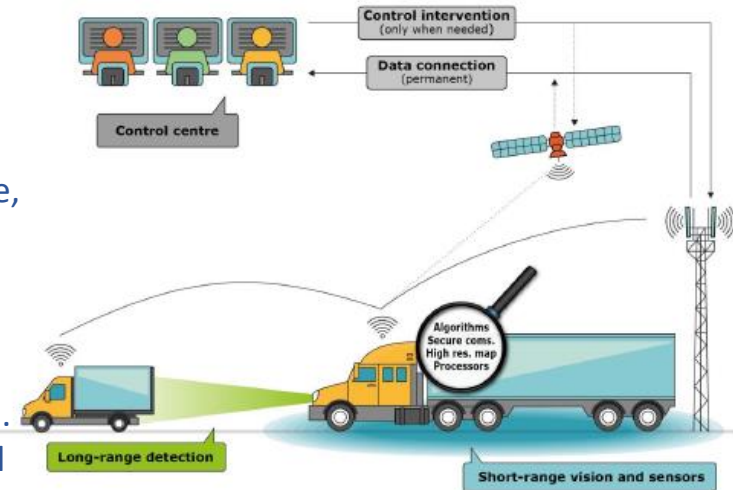 Control intervention
(only when needed)
Data connection
(permanent)
Control centre
e,
Algorithms
Secure coms.
High res. map
Processors
.
Long-range detection
Short-range vision and sensors